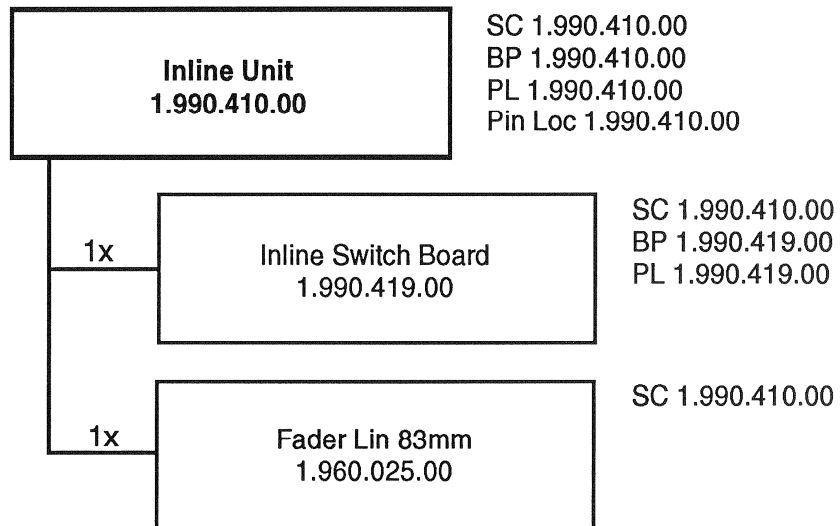 Inline Unit
1.990.410.00
SC 1.990.410.00
BP 1.990.410.00
PL 1.990.410.00
Pin Loc 1.990.410.00
1x
Inline Switch Board
1.990.419.00
SC 1.990.410.00
BP 1.990.419.00
PL 1.990.419.00
1x
Fader Lin 83mm
1.960.025.00
SC 1.990.410.00